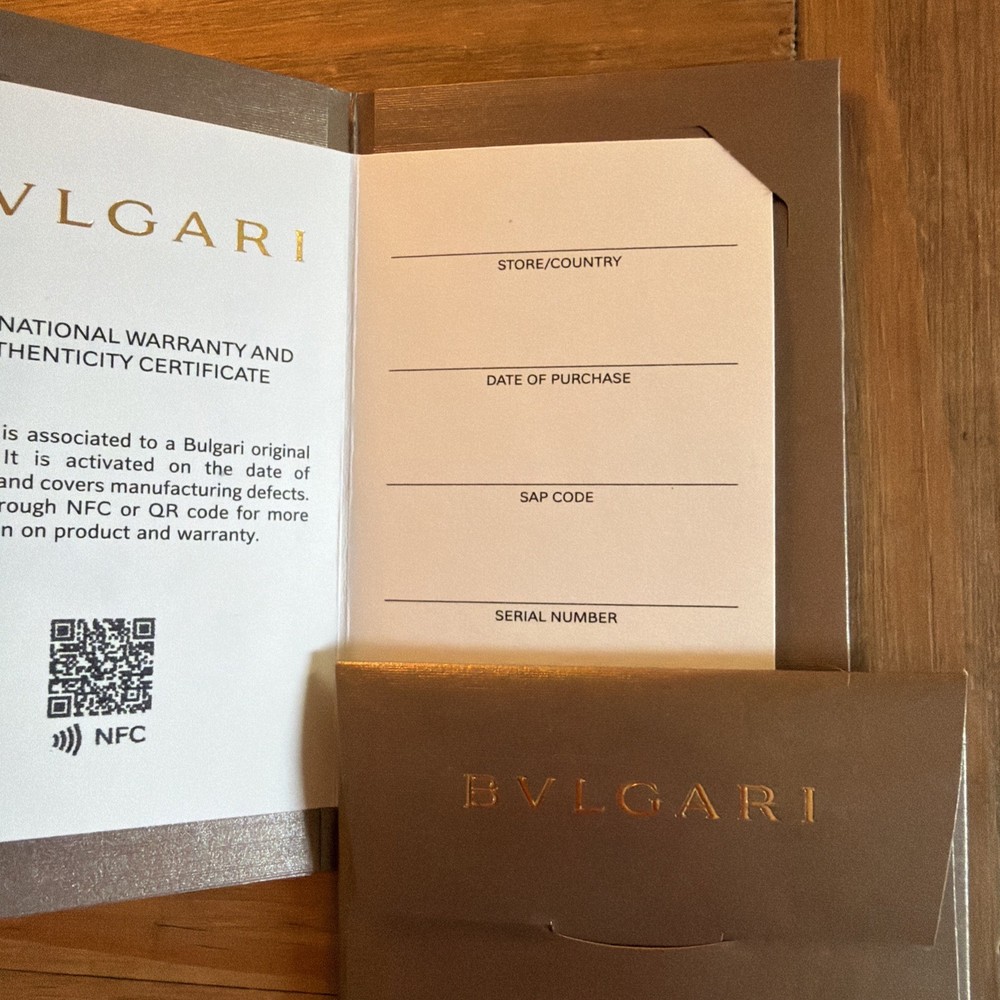 VLGARI
NATIONAL WARRANTY AND
THENTICITY CERTIFICATE
is associated to a Bulgari original
It is activated on the date of
and covers manufacturing defects.
rough NFC or QR code for more
n on product and warranty.
NFC
STORE/COUNTRY
DATE OF PURCHASE
SAP CODE
SERIAL NUMBER
BVLGARI